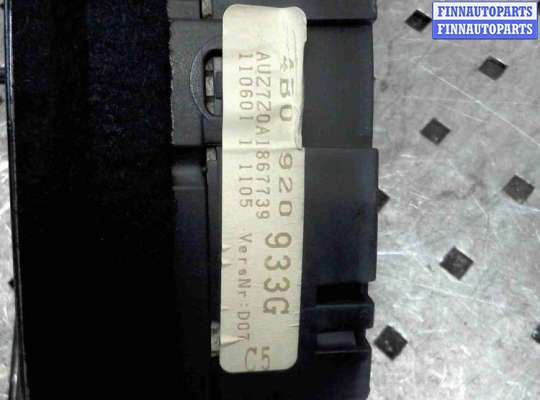 FINNAUTOPARTS
FINNAUTOPARTS
4B0 920 933G
AUZ7Z0A1867739
110601 1 1105 VersNr:D07
C5